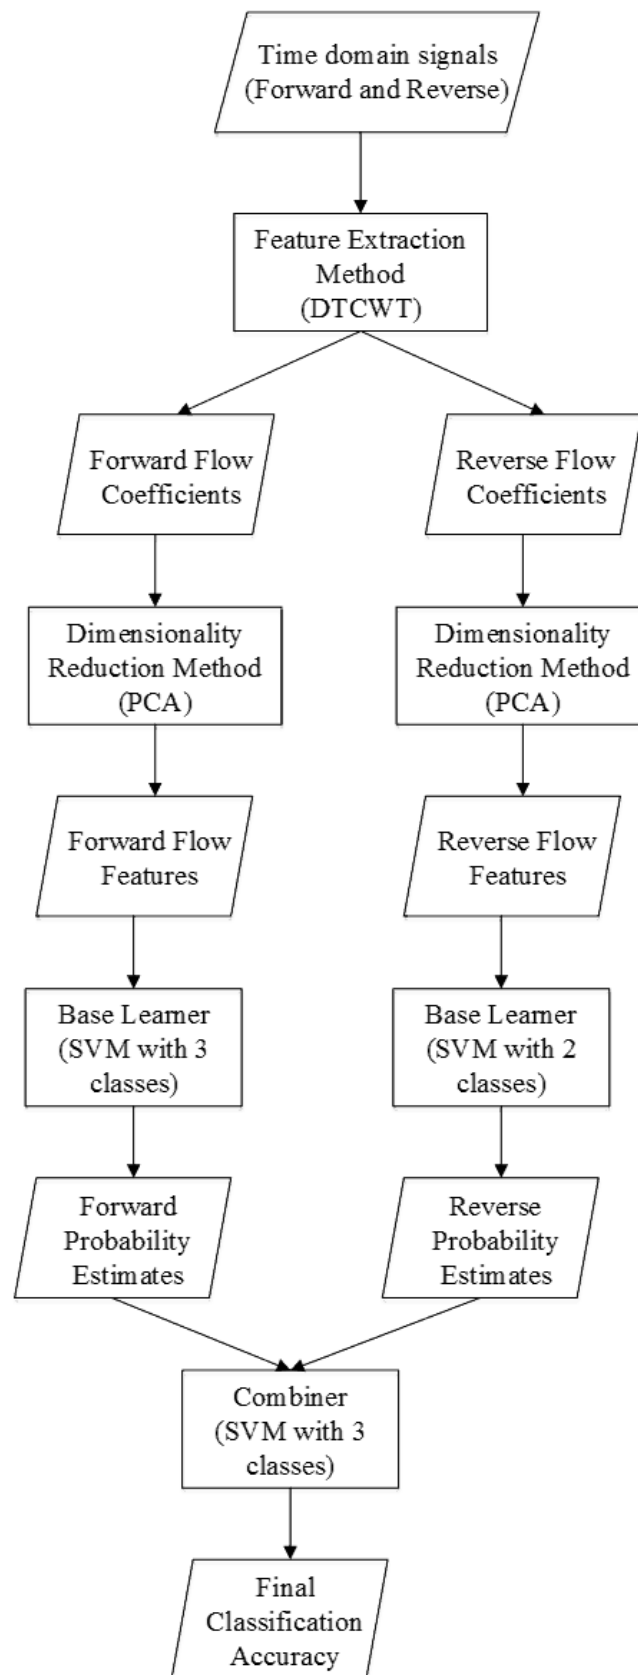 Time domain signals
(Forward and Reverse)
Feature Extraction
Method
(DTCWT)
Forward Flow
Coefficients
Reverse Flow
Coefficients
Dimensionality
Reduction Method
(PCA)
Dimensionality
Reduction Method
(PCA)
Forward Flow
Features
Reverse Flow
Features
Base Learner
(SVM with 3
classes)
Base Learner
(SVM with 2
classes)
Forward
Probability
Estimates
Reverse
Probability
Estimates
Combiner
(SVM with 3
classes)
Final
Classification
Accuracy